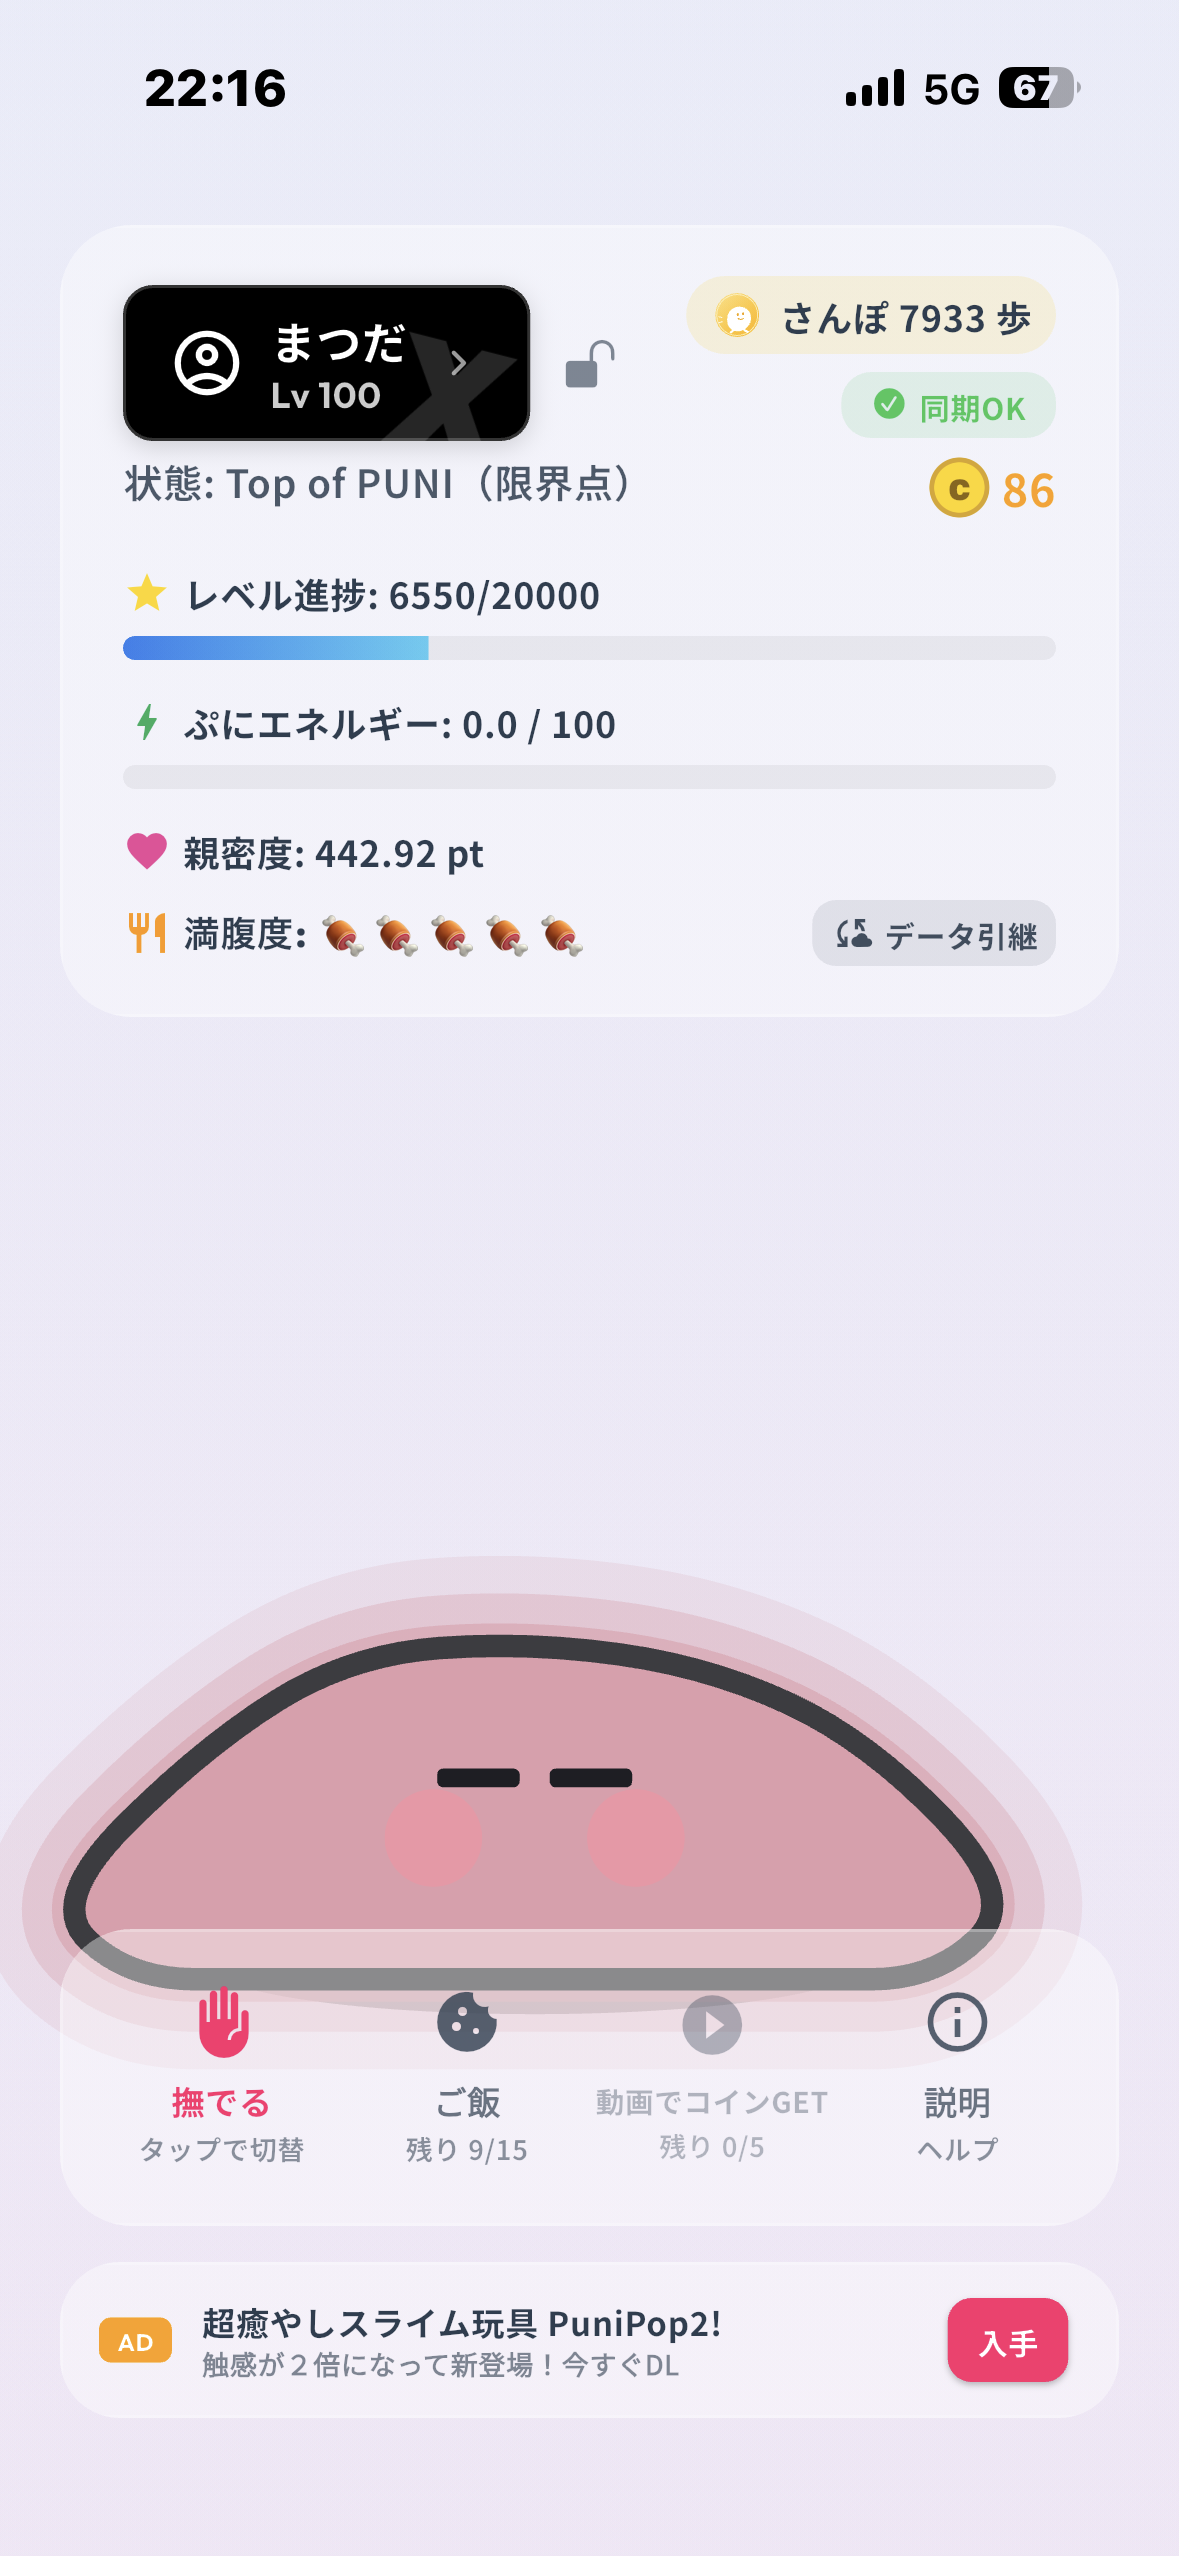 22:16
5G
67
まつだ
Lv 100
さんぽ 7933 歩
同期OK
状態: Top of PUNI（限界点）
C 86
レベル進捗: 6550/20000
ぷにエネルギー: 0.0 / 100
親密度: 442.92 pt
満腹度: 🍖🍖🍖🍖🍖
データ引継
撫でる
タップで切替
ご飯
残り 9/15
動画でコインGET
残り 0/5
説明
ヘルプ
AD
超癒やしスライム玩具 PuniPop2!
触感が２倍になって新登場！今すぐDL
入手